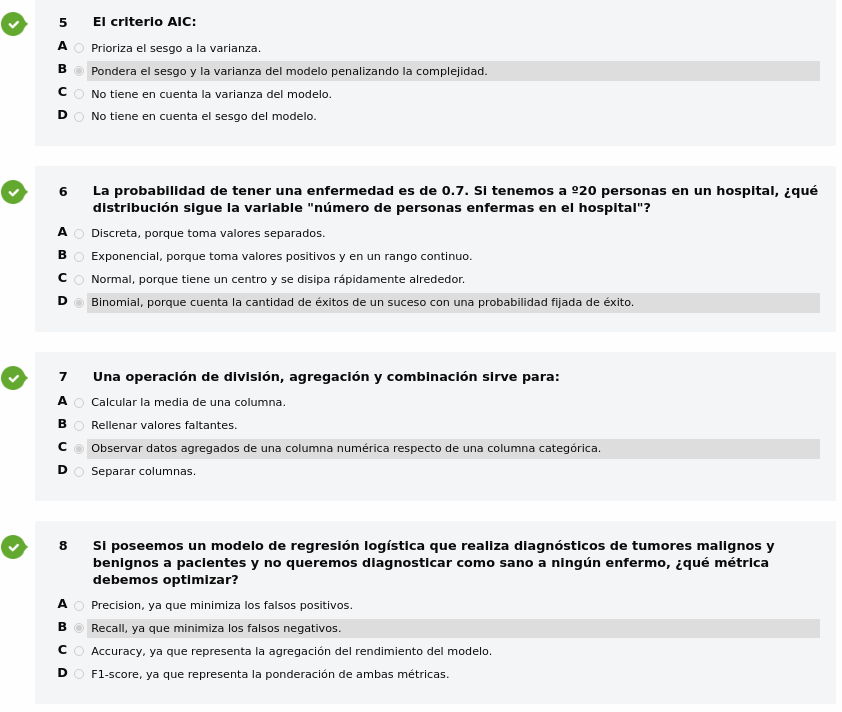 5 El criterio AIC:
A Prioriza el sesgo a la varianza.
B Pondera el sesgo y la varianza del modelo penalizando la complejidad.
C No tiene en cuenta la varianza del modelo.
D No tiene en cuenta el sesgo del modelo.
6 La probabilidad de tener una enfermedad es de 0.7. Si tenemos a º20 personas en un hospital, ¿qué
distribución sigue la variable "número de personas enfermas en el hospital"?
A Discreta, porque toma valores separados.
B Exponencial, porque toma valores positivos y en un rango continuo.
C Normal, porque tiene un centro y se disipa rápidamente alrededor.
D Binomial, porque cuenta la cantidad de éxitos de un suceso con una probabilidad fijada de éxito.
7 Una operación de división, agregación y combinación sirve para:
A Calcular la media de una columna.
B Rellenar valores faltantes.
C Observar datos agregados de una columna numérica respecto de una columna categórica.
D Separar columnas.
8 Si poseemos un modelo de regresión logística que realiza diagnósticos de tumores malignos y
benignos a pacientes y no queremos diagnosticar como sano a ningún enfermo, ¿qué métrica
debemos optimizar?
A Precision, ya que minimiza los falsos positivos.
B Recall, ya que minimiza los falsos negativos.
C Accuracy, ya que representa la agregación del rendimiento del modelo.
D F1-score, ya que representa la ponderación de ambas métricas.